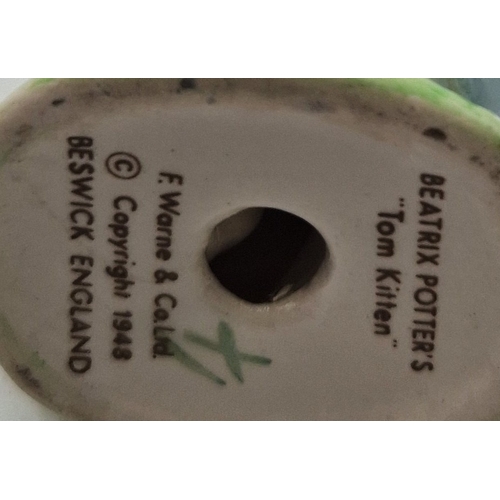 BEATRIX POTTER'S
"Tom Kitten"
F. Warne & Co. Ltd.
© Copyright 1948
BESWICK ENGLAND